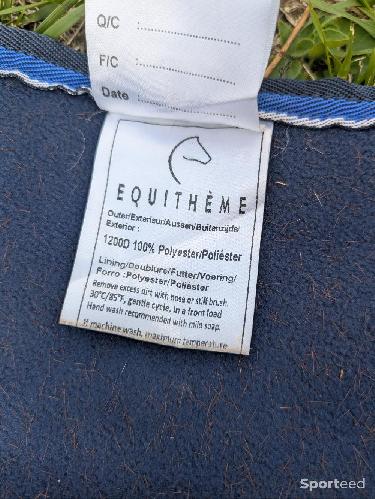 Q/C :
F/C :
Date :
EQUITHÈME
Outer/Exterieur/Aussen/Buitenzijde/
Exterior :
1200D 100% Polyester/Poliéster
Lining/Doublure/Futter/Voering/
Forro :Polyester/Poliéster
Remove excess dirt with hose or stiff brush.
30°C/85°F, gentle cycle, in a front load
Hand wash recommended with mild soap.
machine wash, maximum temperature
Sporteed